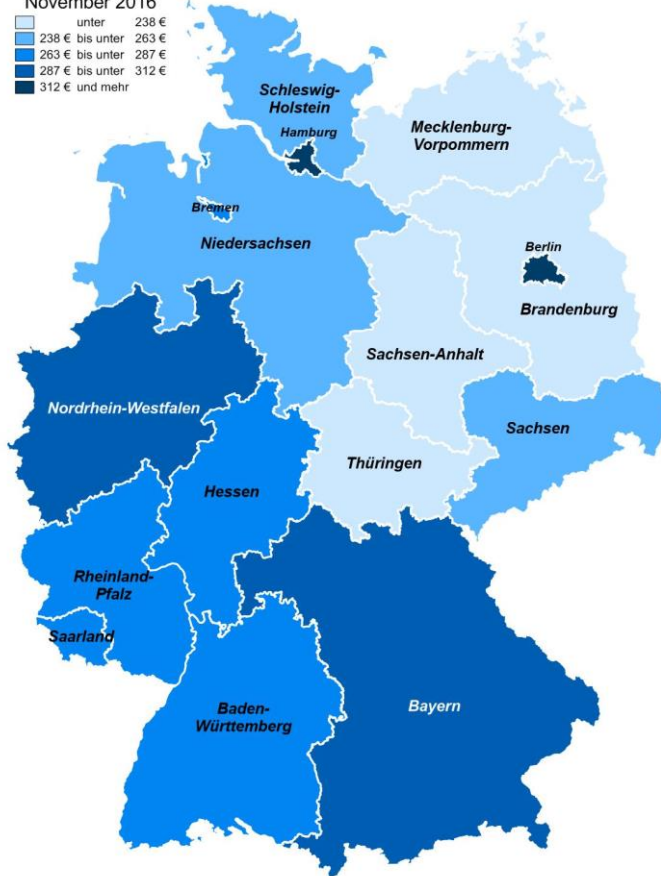 November 2016
unter 238 €
238 € bis unter 263 €
263 € bis unter 287 €
287 € bis unter 312 €
312 € und mehr
Schleswig-
Holstein
Hamburg
Mecklenburg-
Vorpommern
Bremen
Niedersachsen
Berlin
Brandenburg
Sachsen-Anhalt
Nordrhein-Westfalen
Sachsen
Thüringen
Hessen
Rheinland-
Pfalz
Saarland
Baden-
Württemberg
Bayern